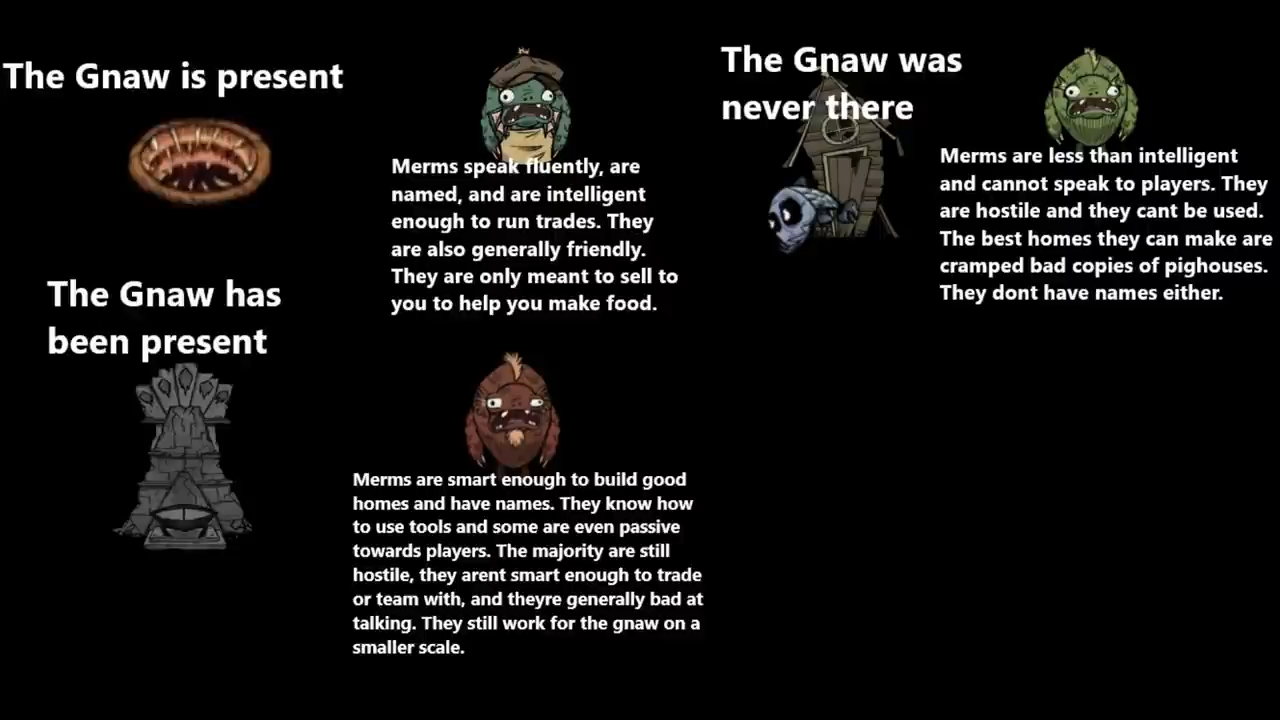 The Gnaw is present
Merms speak fluently, are
named, and are intelligent
enough to run trades. They
are also generally friendly.
They are only meant to sell to
you to help you make food.
The Gnaw was
never there
Merms are less than intelligent
and cannot speak to players. They
are hostile and they cant be used.
The best homes they can make are
cramped bad copies of pighouses.
They dont have names either.
The Gnaw has
been present
Merms are smart enough to build good
homes and have names. They know how
to use tools and some are even passive
towards players. The majority are still
hostile, they arent smart enough to trade
or team with, and theyre generally bad at
talking. They still work for the gnaw on a
smaller scale.